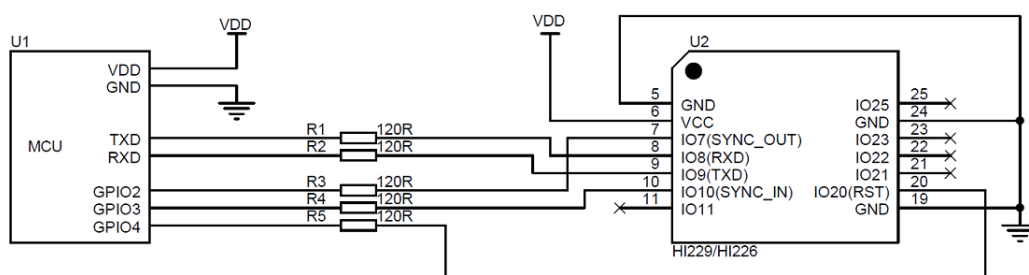 VDD
VDD
U1
U2
VDD
GND
TXD
RXD
GPIO2
GPIO3
GPIO4
MCU
R1 120R
R2 120R
R3 120R
R4 120R
R5 120R
5 GND
6 VCC
7 IO7(SYNC_OUT)
8 IO8(RXD)
9 IO9(TXD)
10 IO10(SYNC_IN)
11 IO11
IO25 25
GND 24
IO23 23
IO22 22
IO21 21
IO20(RST) 20
GND 19
HI229/HI226